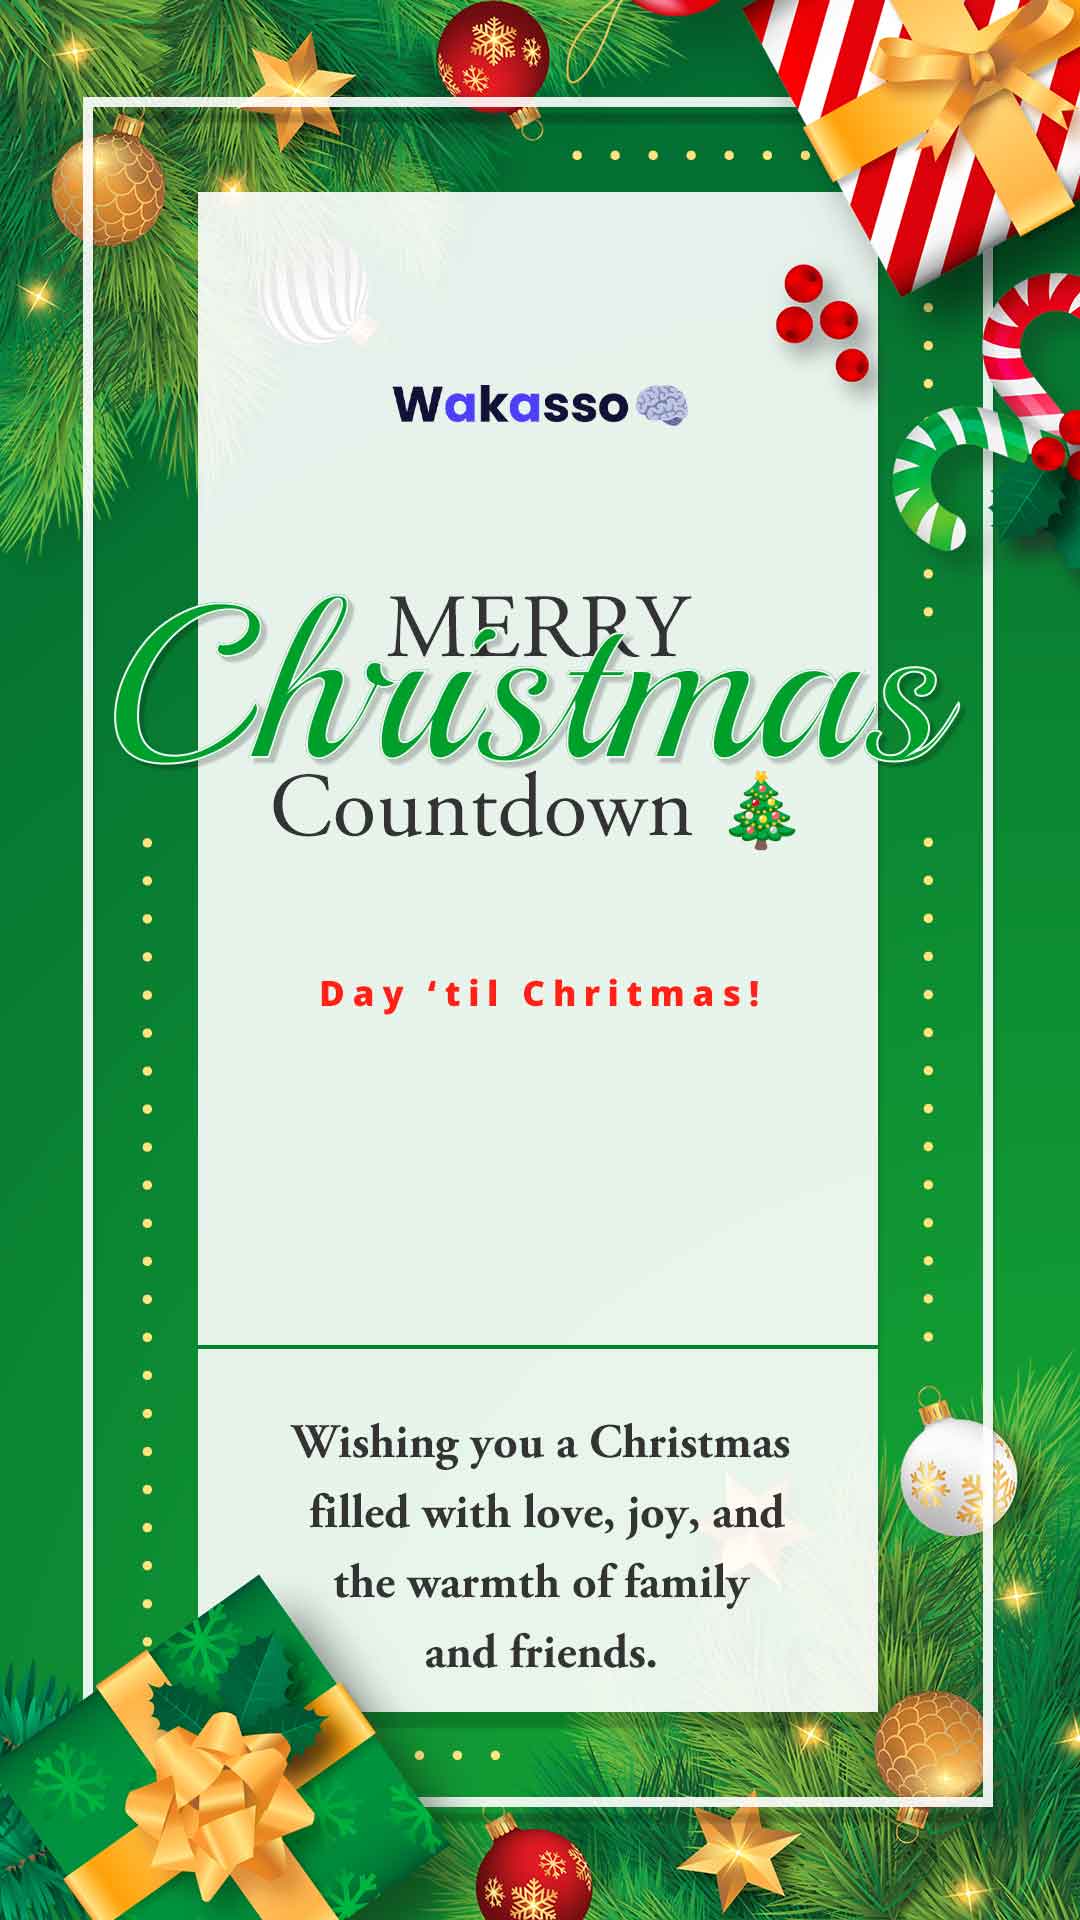 Wakasso
MERRY
Christmas
Countdown
Day ‘til Chritmas!
Wishing you a Christmas
filled with love, joy, and
the warmth of family
and friends.